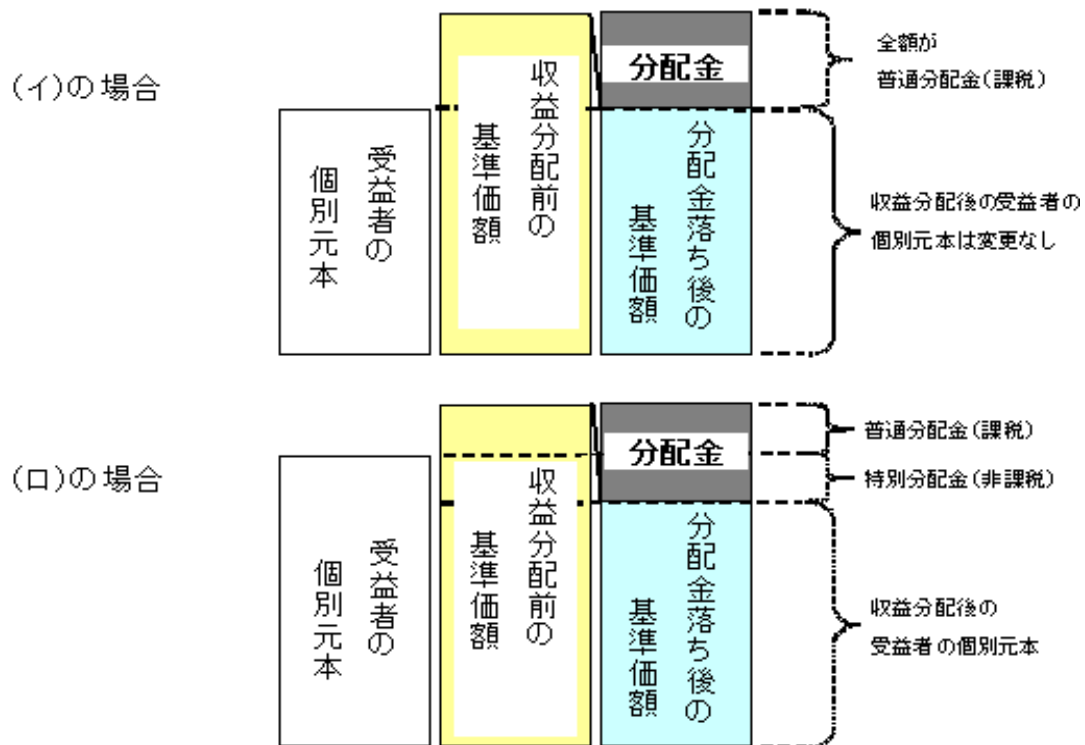 (イ)の場合
受益者の
個別元本
収益分配前の
基準価額
分配金
分配金落ち後の
基準価額
全額が
普通分配金(課税)
収益分配後の受益者の
個別元本は変更なし
(ロ)の場合
受益者の
個別元本
収益分配前の
基準価額
分配金
分配金落ち後の
基準価額
普通分配金(課税)
特別分配金(非課税)
収益分配後の
受益者の個別元本